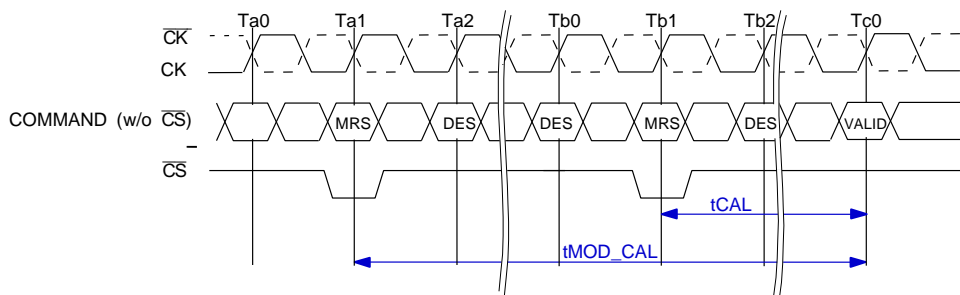 Ta0 Ta1 Ta2 Tb0 Tb1 Tb2 Tc0
CK
CK
COMMAND (w/o CS)
MRS DES DES MRS DES VALID
CS
tCAL
tMOD_CAL